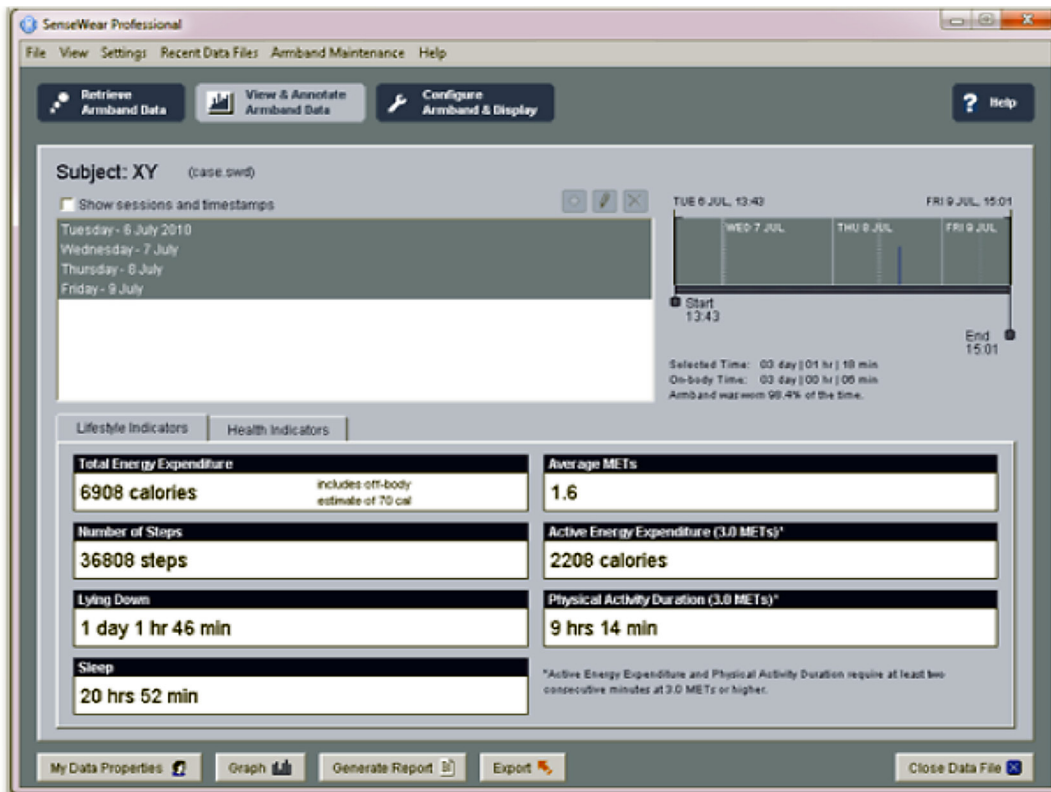 SenseWear Professional
File View Settings Recent Data Files Armband Maintenance Help
Retrieve
Armband Data
View & Annotate
Armband Data
Configure
Armband & Display
? Help
Subject: XY (case.swd)
Show sessions and timestamps
Tuesday - 6 July 2010
Wednesday - 7 July
Thursday - 8 July
Friday - 9 July
TUE 6 JUL, 13:43 FRI 9 JUL, 15:01
WED 7 JUL THU 8 JUL FRI 9 JUL
Start
13:43
End
15:01
Selected Time: 03 day | 01 hr | 18 min
On-body Time: 03 day | 00 hr | 06 min
Armband was worn 98.4% of the time.
Lifestyle Indicators Health Indicators
Total Energy Expenditure
6908 calories
includes off-body
estimate of 70 cal
Average METs
1.6
Number of Steps
36808 steps
Active Energy Expenditure (3.0 METs)*
2208 calories
Lying Down
1 day 1 hr 46 min
Physical Activity Duration (3.0 METs)*
9 hrs 14 min
Sleep
20 hrs 52 min
*Active Energy Expenditure and Physical Activity Duration require at least two
consecutive minutes at 3.0 METs or higher.
My Data Properties Graph Generate Report Export Close Data File